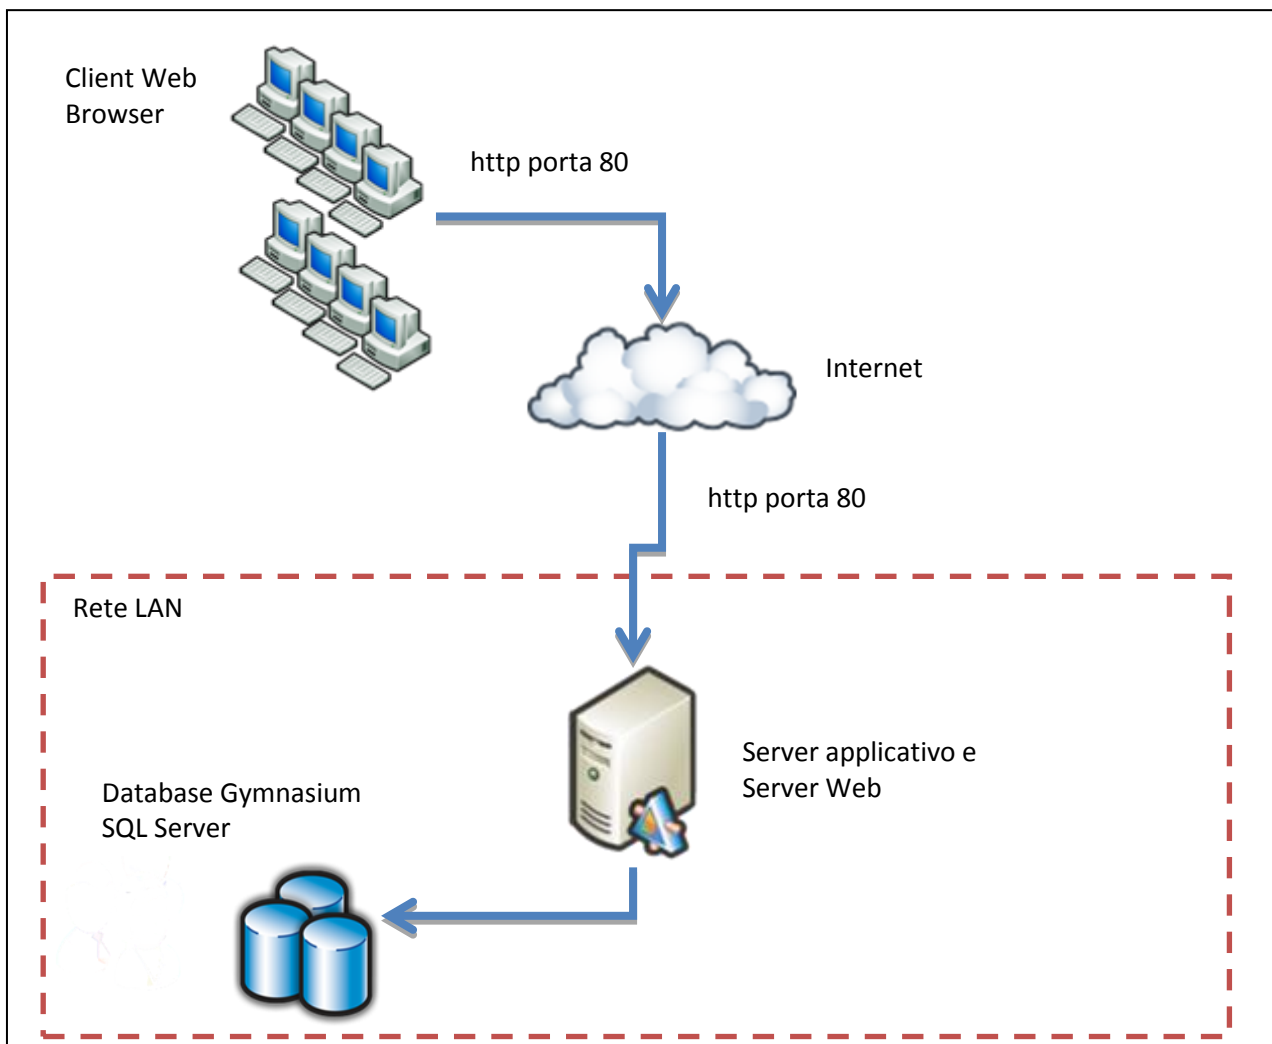 Client Web
Browser
http porta 80
Internet
http porta 80
Rete LAN
Server applicativo e
Server Web
Database Gymnasium
SQL Server